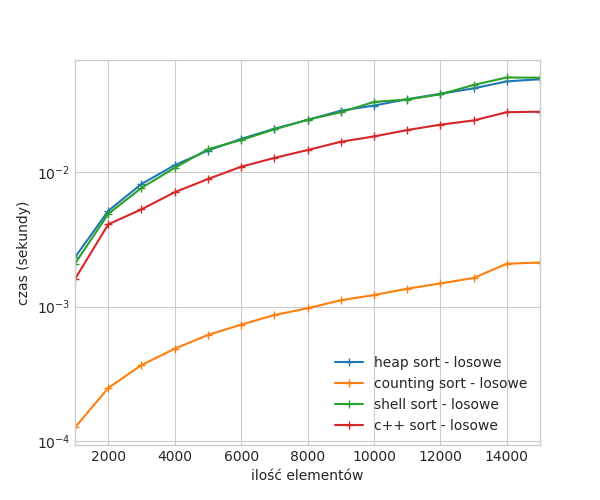 czas (sekundy)
10⁻²
10⁻³
10⁻⁴
heap sort - losowe
counting sort - losowe
shell sort - losowe
c++ sort - losowe
2000 4000 6000 8000 10000 12000 14000
ilość elementów